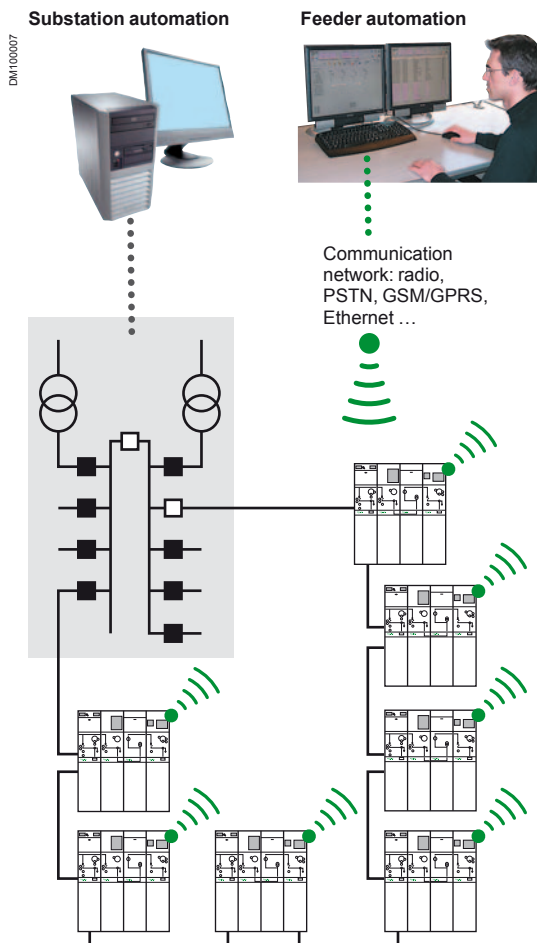 Substation automation
Feeder automation
DM100007
Communication
network: radio,
PSTN, GSM/GPRS,
Ethernet …